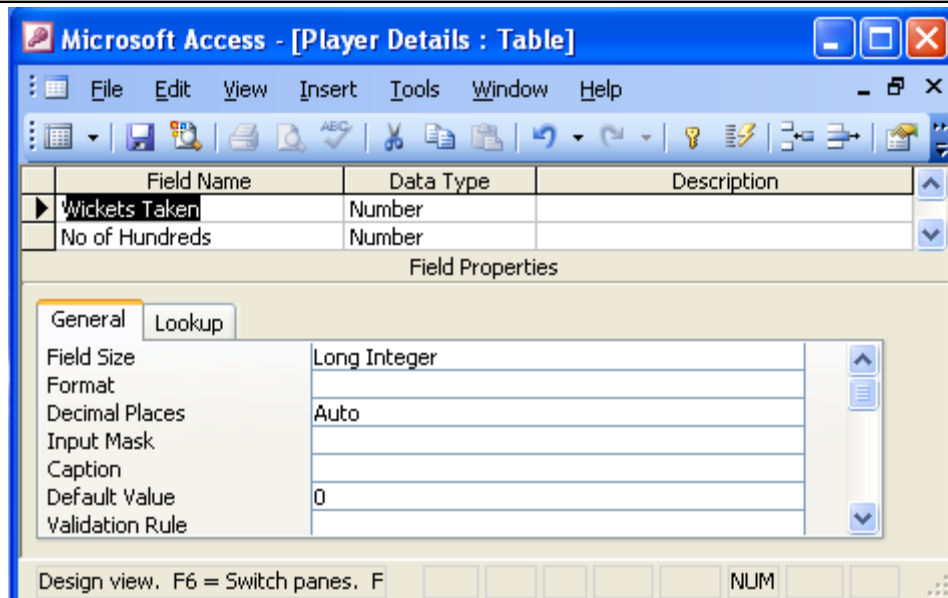 Microsoft Access - [Player Details : Table]
File Edit View Insert Tools Window Help
ABC
Field Name Data Type Description
Wickets Taken Number
No of Hundreds Number
Field Properties
General Lookup
Field Size Long Integer
Format
Decimal Places Auto
Input Mask
Caption
Default Value 0
Validation Rule
Design view. F6 = Switch panes. F NUM